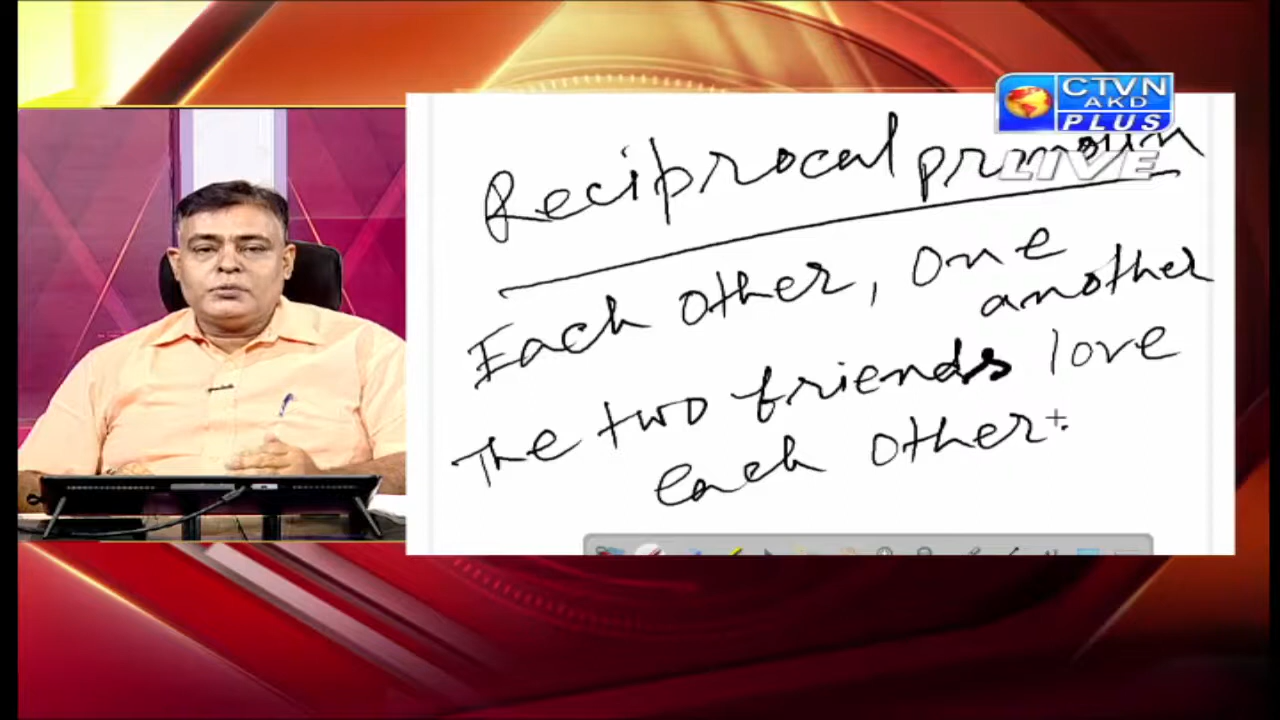 CTVN
AKD
PLUS
LIVE
Reciprocal pronoun
Each other, One
another
The two friends love
each other.